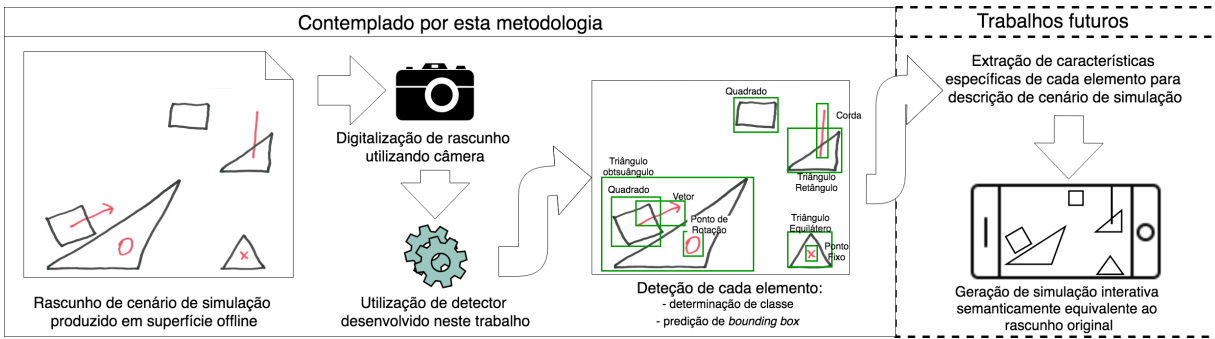 Contemplado por esta metodologia
Trabalhos futuros
Rascunho de cenário de simulação
produzido em superfície offline
Digitalização de rascunho
utilizando câmera
Utilização de detector
desenvolvido neste trabalho
Quadrado
Corda
Triângulo
Retângulo
Triângulo
obtsuângulo
Quadrado
Vetor
Ponto de
Rotação
Triângulo
Equilátero
Ponto
Fixo
Deteção de cada elemento:
- determinação de classe
- predição de bounding box
Extração de características
específicas de cada elemento para
descrição de cenário de simulação
Geração de simulação interativa
semanticamente equivalente ao
rascunho original